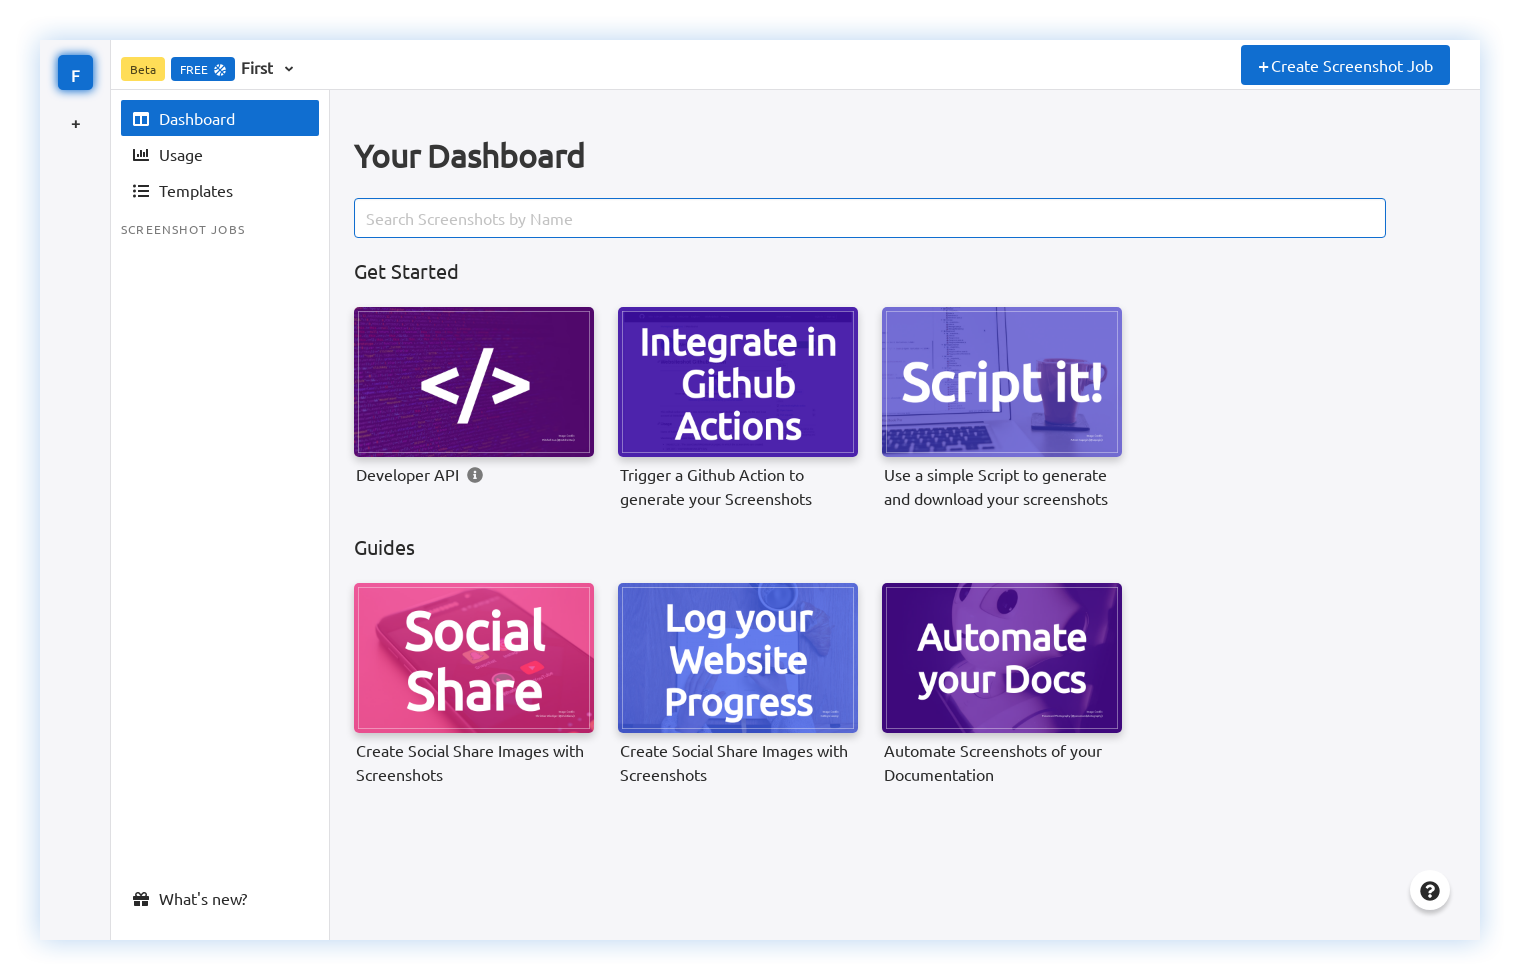 F
Beta
FREE
First
+ Create Screenshot Job
+
Dashboard
Usage
Templates
SCREENSHOT JOBS
What's new?
Your Dashboard
Search Screenshots by Name
Get Started
</>
Developer API
Integrate in
Github
Actions
Trigger a Github Action to
generate your Screenshots
Script it!
Use a simple Script to generate
and download your screenshots
Guides
Social
Share
Create Social Share Images with
Screenshots
Log your
Website
Progress
Create Social Share Images with
Screenshots
Automate
your Docs
Automate Screenshots of your
Documentation